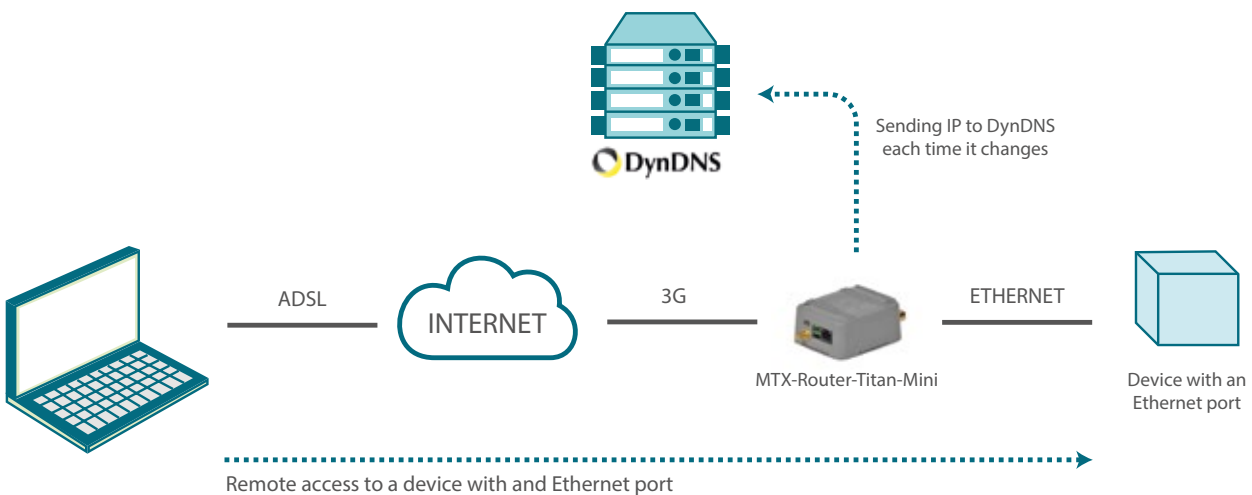 DynDNS
Sending IP to DynDNS
each time it changes
ADSL
INTERNET
3G
ETHERNET
MTX-Router-Titan-Mini
Device with an
Ethernet port
Remote access to a device with and Ethernet port